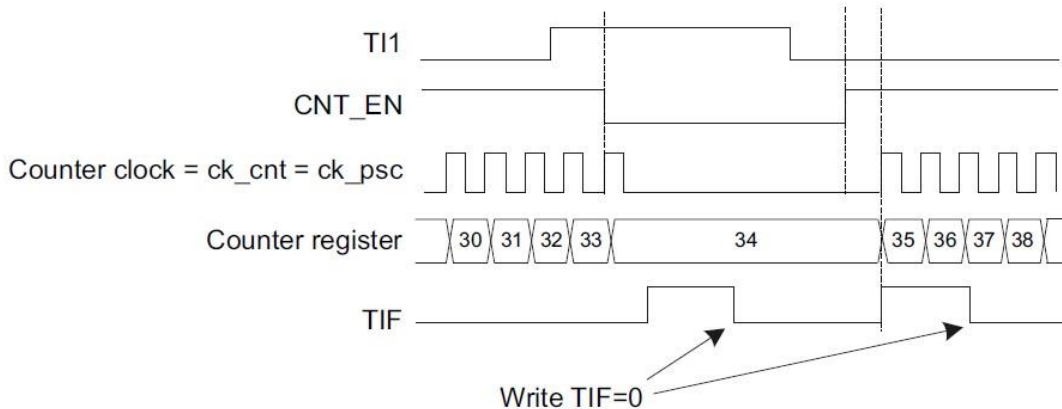 TI1
CNT_EN
Counter clock = ck_cnt = ck_psc
Counter register 30 31 32 33 34 35 36 37 38
TIF
Write TIF=0